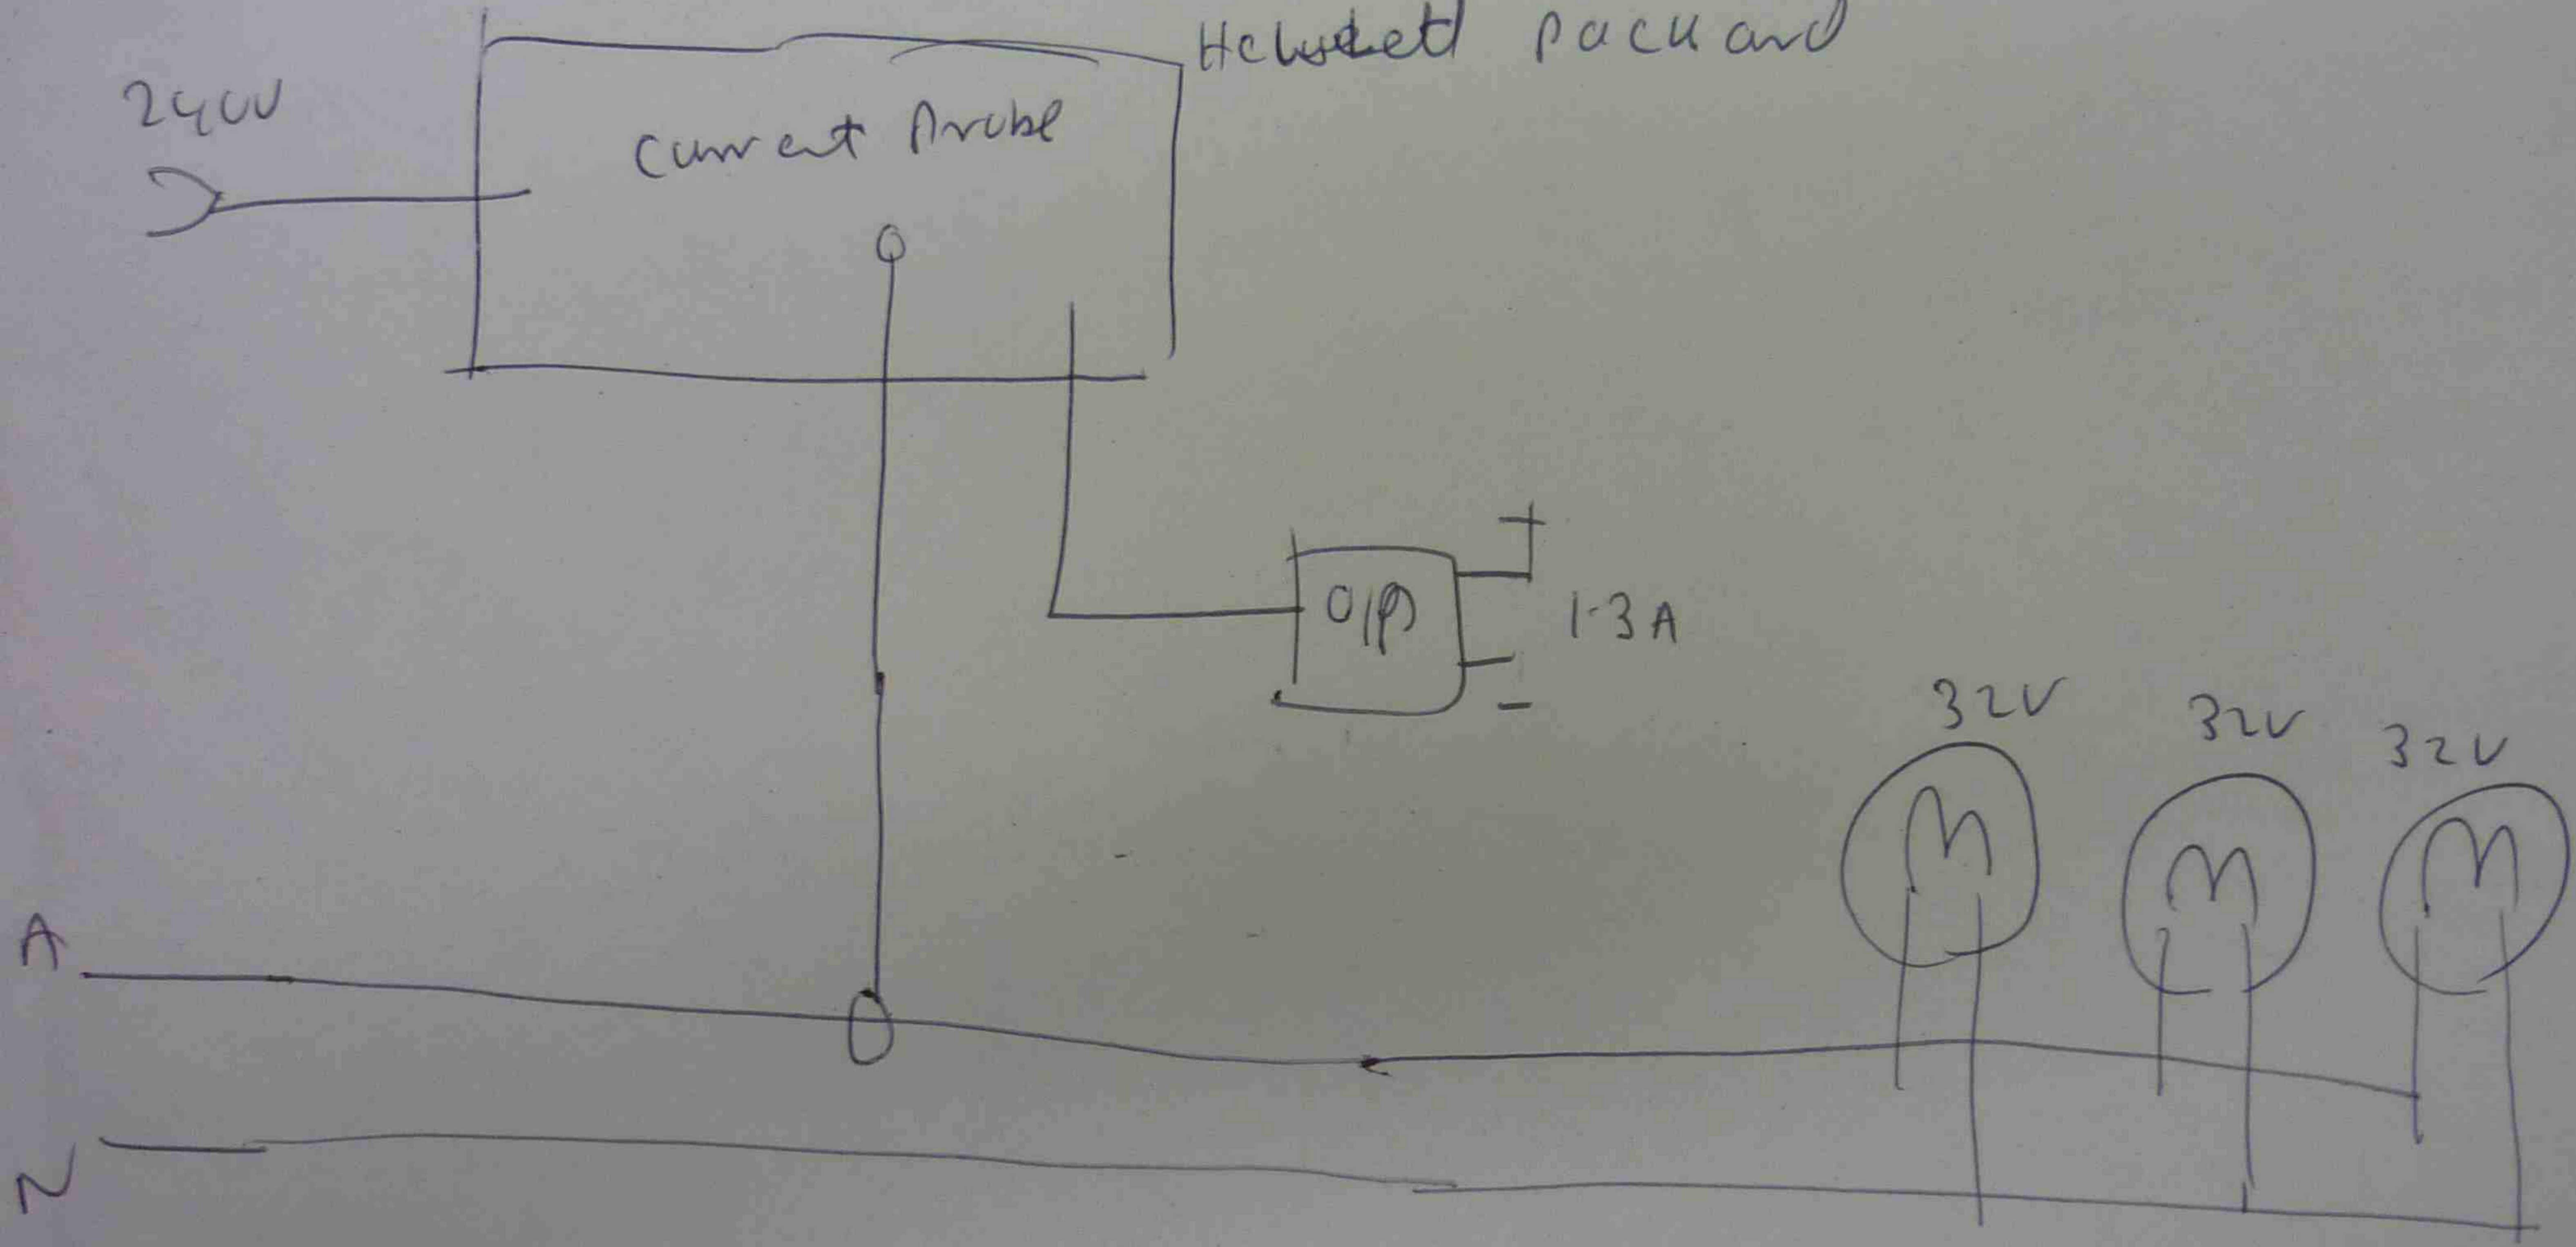 Hewlett packard
240V
Current Probe
O/P
+
1.3A
-
32V
32V
32V
A
N